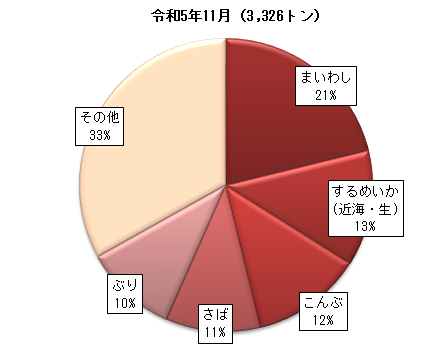 令和5年11月 (3,326トン)
まいわし
21%
するめいか
(近海・生)
13%
こんぶ
12%
さば
11%
ぶり
10%
その他
33%